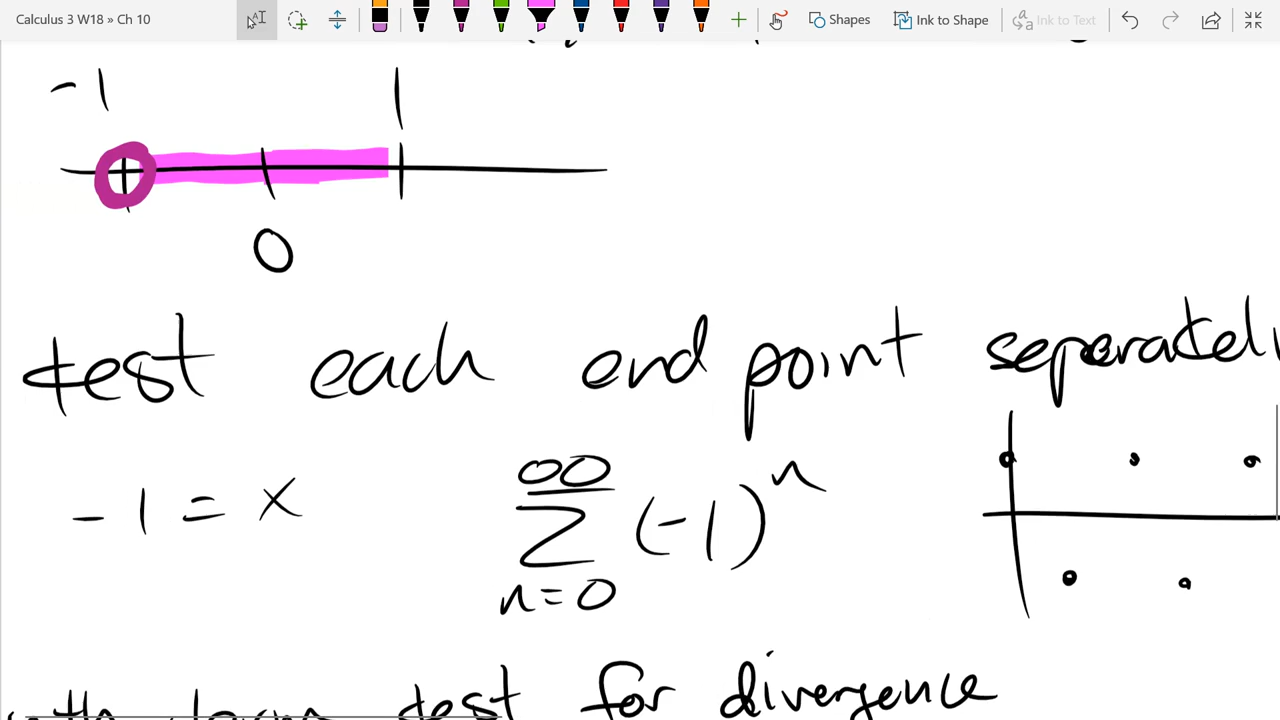 Calculus 3 W18 » Ch 10
Shapes Ink to Shape Ink to Text
-1 1
0
test each end point separatel
-1 = x ∞ ∑ n=0 (-1)^n
test for divergence